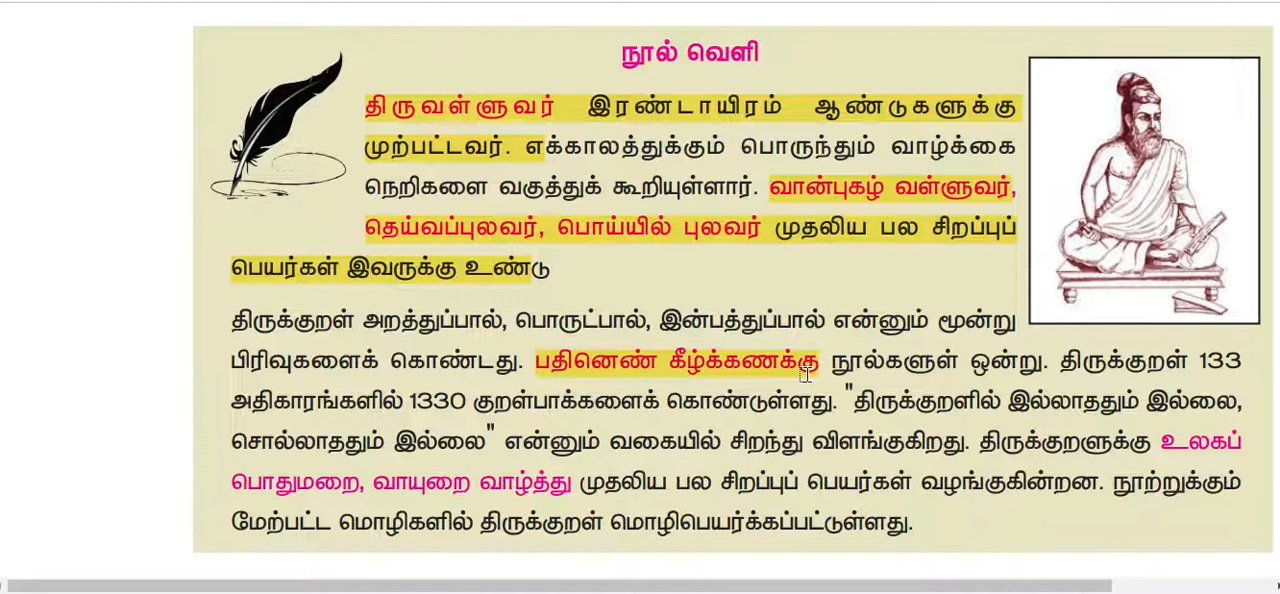 நூல் வெளி
திருவள்ளுவர் இரண்டாயிரம் ஆண்டுகளுக்கு
முற்பட்டவர். எக்காலத்துக்கும் பொருந்தும் வாழ்க்கை
நெறிகளை வகுத்துக் கூறியுள்ளார். வான்புகழ் வள்ளுவர்,
தெய்வப்புலவர், பொய்யில் புலவர் முதலிய பல சிறப்புப்
பெயர்கள் இவருக்கு உண்டு
திருக்குறள் அறத்துப்பால், பொருட்பால், இன்பத்துப்பால் என்னும் மூன்று
பிரிவுகளைக் கொண்டது. பதினெண் கீழ்க்கணக்கு நூல்களுள் ஒன்று. திருக்குறள் 133
அதிகாரங்களில் 1330 குறள்பாக்களைக் கொண்டுள்ளது. "திருக்குறளில் இல்லாததும் இல்லை,
சொல்லாததும் இல்லை" என்னும் வகையில் சிறந்து விளங்குகிறது. திருக்குறளுக்கு உலகப்
பொதுமறை, வாயுறை வாழ்த்து முதலிய பல சிறப்புப் பெயர்கள் வழங்குகின்றன. நூற்றுக்கும்
மேற்பட்ட மொழிகளில் திருக்குறள் மொழிபெயர்க்கப்பட்டுள்ளது.